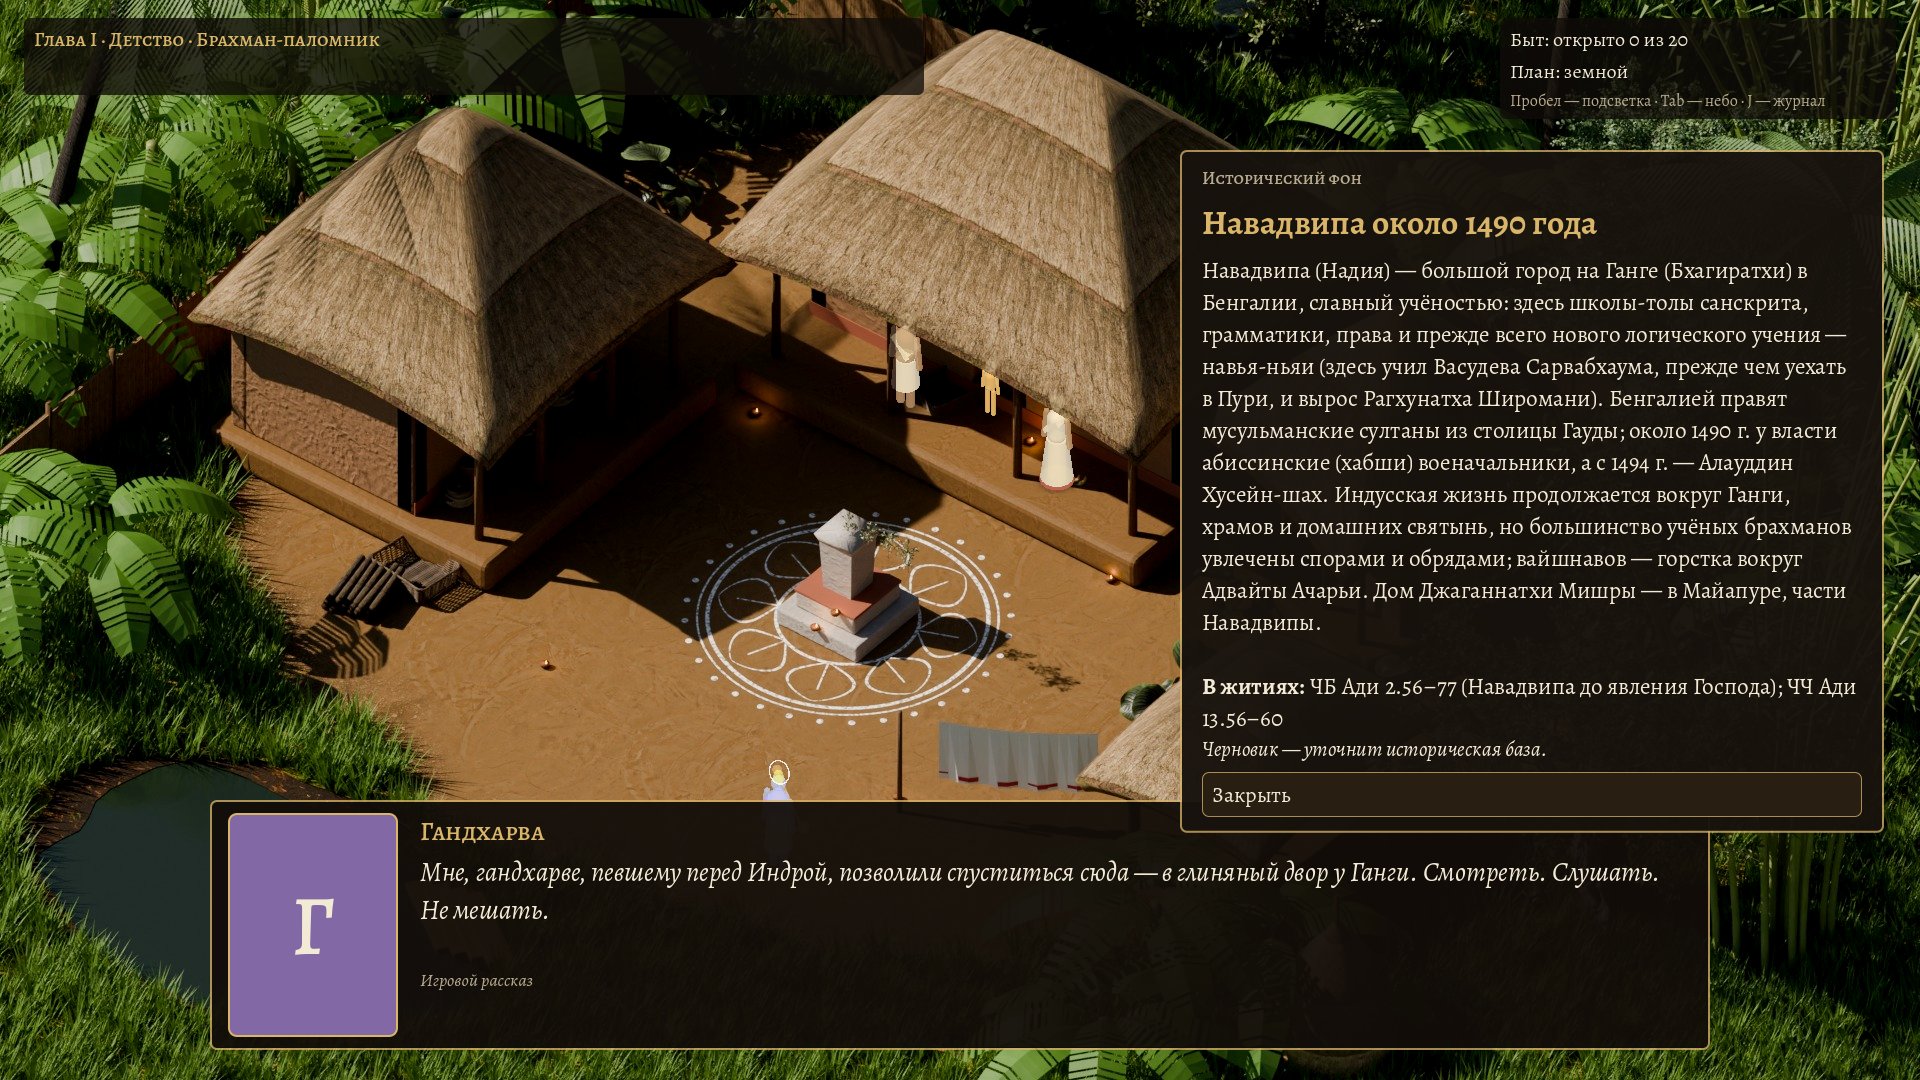 Глава I · Детство · Брахман-паломник
Быт: открыто 0 из 20
План: земной
Пробел — подсветка · Tab — небо · J — журнал
Исторический фон
Навадвипа около 1490 года
Навадвипа (Надия) — большой город на Ганге (Бхагиратхи) в
Бенгалии, славный учёностью: здесь школы-толы санскрита,
грамматики, права и прежде всего нового логического учения —
навья-ньяи (здесь учил Васудева Сарвабхаума, прежде чем уехать
в Пури, и вырос Рагхунатха Широмани). Бенгалией правят
мусульманские султаны из столицы Гауды; около 1490 г. у власти
абиссинские (хабши) военачальники, а с 1494 г. — Алауддин
Хусейн-шах. Индусская жизнь продолжается вокруг Ганги,
храмов и домашних святынь, но большинство учёных брахманов
увлечены спорами и обрядами; вайшнавов — горстка вокруг
Адвайты Ачарьи. Дом Джаганнатхи Мишры — в Майапуре, части
Навадвипы.
В житиях: ЧБ Ади 2.56–77 (Навадвипа до явления Господа); ЧЧ Ади
13.56–60
Черновик — уточнит историческая база.
Закрыть
Г
Гандхарва
Мне, гандхарве, певшему перед Индрой, позволили спуститься сюда — в глиняный двор у Ганги. Смотреть. Слушать.
Не мешать.
Игровой рассказ